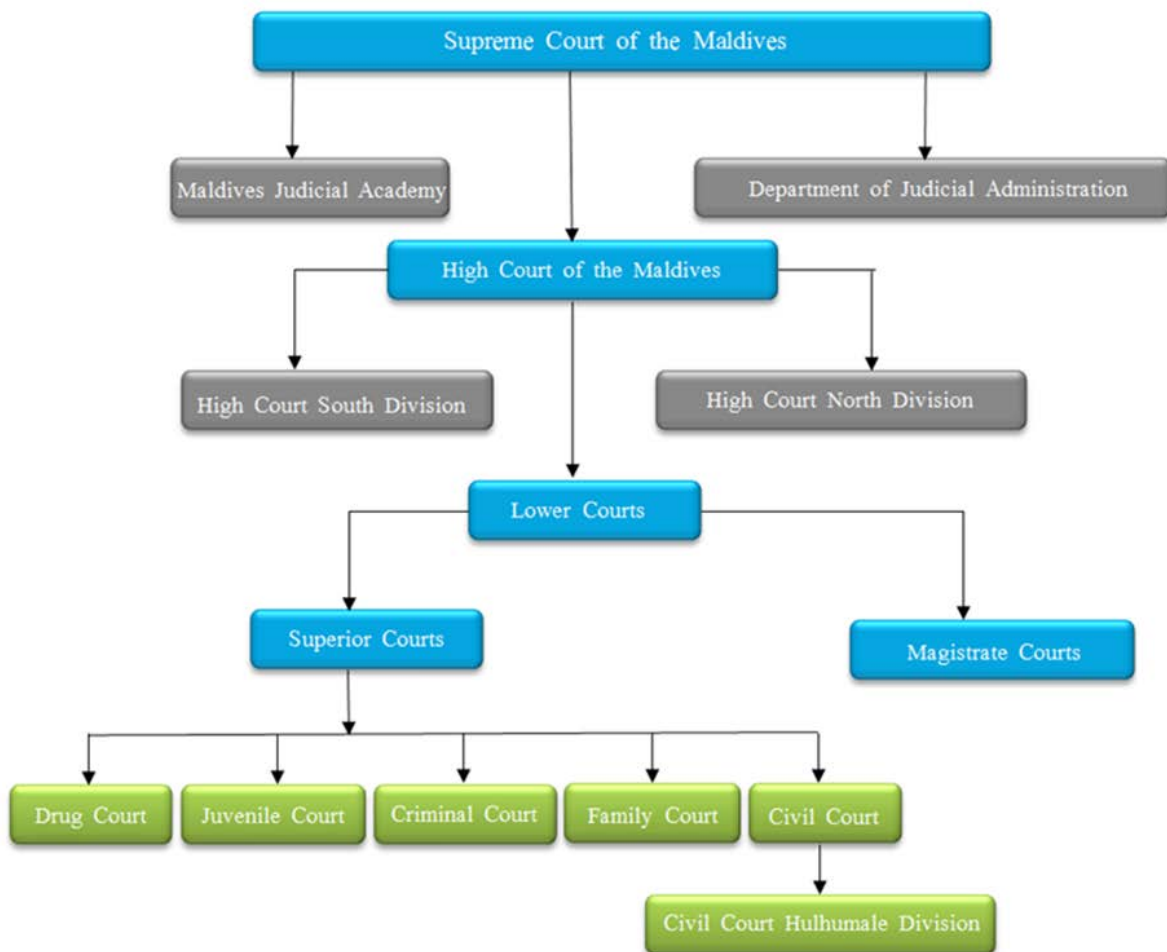 Supreme Court of the Maldives
Maldives Judicial Academy
Department of Judicial Administration
High Court of the Maldives
High Court South Division
High Court North Division
Lower Courts
Superior Courts
Magistrate Courts
Drug Court
Juvenile Court
Criminal Court
Family Court
Civil Court
Civil Court Hulhumale Division